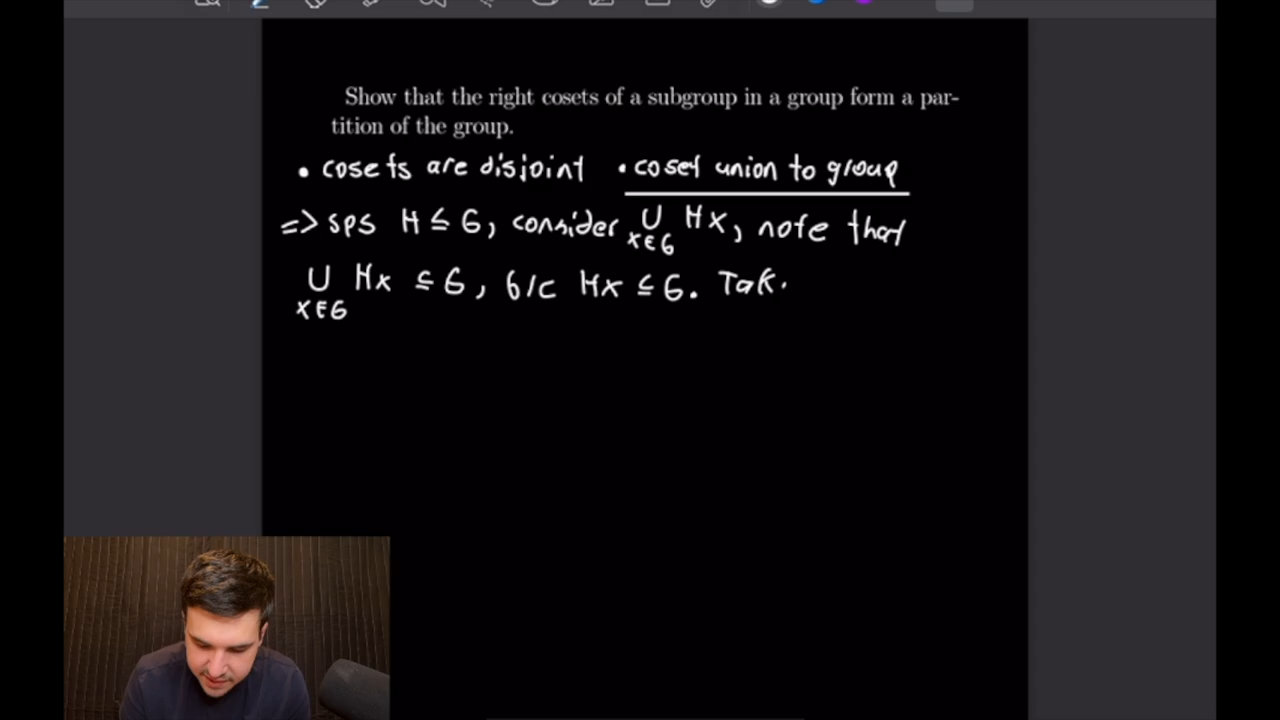 Show that the right cosets of a subgroup in a group form a par-
tition of the group.
• cosets are disjoint • coset union to group
=> sps H ≤ G, consider ∪ Hx, note that
x∈G
∪ Hx ⊆ G, b/c Hx ⊆ G. Tak
x∈G